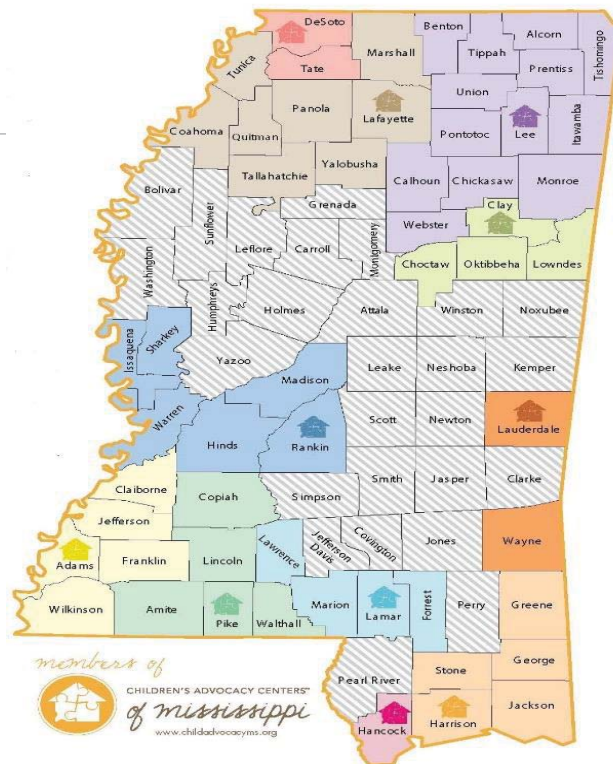 DeSoto
Benton
Alcorn
Tishomingo
Tunica
Tate
Marshall
Tippah
Prentiss
Union
Itawamba
Panola
Lafayette
Coahoma
Quitman
Pontotoc
Lee
Tallahatchie
Yalobusha
Calhoun
Chickasaw
Monroe
Bolivar
Sunflower
Grenada
Clay
Webster
Leflore
Carroll
Montgomery
Choctaw
Oktibbeha
Lowndes
Washington
Humphreys
Holmes
Attala
Winston
Noxubee
Issaquena
Sharkey
Yazoo
Madison
Leake
Neshoba
Kemper
Warren
Hinds
Rankin
Scott
Newton
Lauderdale
Claiborne
Copiah
Simpson
Smith
Jasper
Clarke
Jefferson
Lawrence
Jefferson
Davis
Covington
Jones
Wayne
Adams
Franklin
Lincoln
Wilkinson
Amite
Pike
Walthall
Marion
Lamar
Forrest
Perry
Greene
George
Pearl River
Stone
Hancock
Harrison
Jackson
members of
CHILDREN'S ADVOCACY CENTERS™
of mississippi
www.childadvocacyms.org